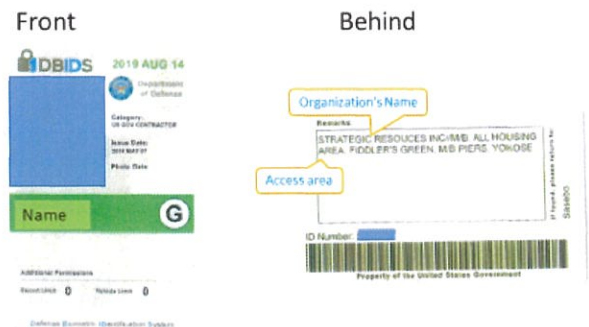 Front
DBIDS 2019 AUG 14
Department
of Defense
Category:
US GOV CONTRACTOR
Issue Date:
2018 MAY 07
Photo Date
Name G
Additional Permissions
Escort Limit: 0 Vehicle Limit: 0
Defense Biometric Identification System
Behind
Organization's Name
Remarks
STRATEGIC RESOUCES INC/M/B. ALL HOUSING
AREA. FIDDLER'S GREEN. M/B PIERS. YOKOSE
Access area
If found, please return to:
Sasebo
ID Number:
Property of the United States Government